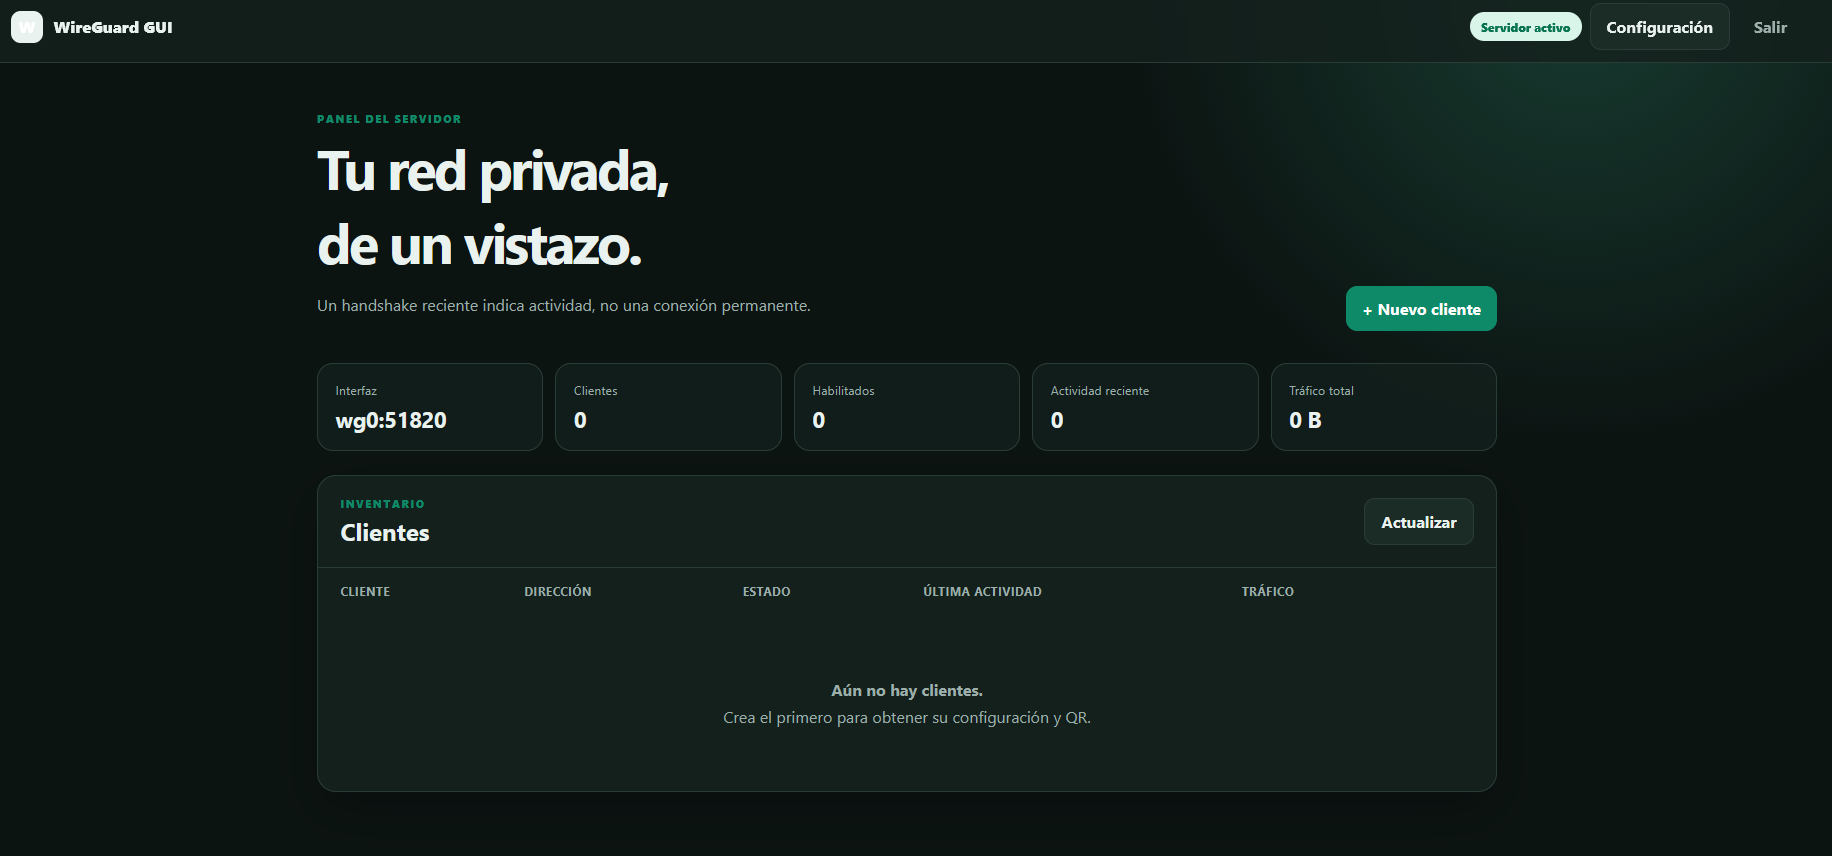 W WireGuard GUI
Servidor activo Configuración Salir
PANEL DEL SERVIDOR
Tu red privada,
de un vistazo.
Un handshake reciente indica actividad, no una conexión permanente.
+ Nuevo cliente
Interfaz
wg0:51820
Clientes
0
Habilitados
0
Actividad reciente
0
Tráfico total
0 B
INVENTARIO
Clientes
Actualizar
CLIENTE DIRECCIÓN ESTADO ÚLTIMA ACTIVIDAD TRÁFICO
Aún no hay clientes.
Crea el primero para obtener su configuración y QR.